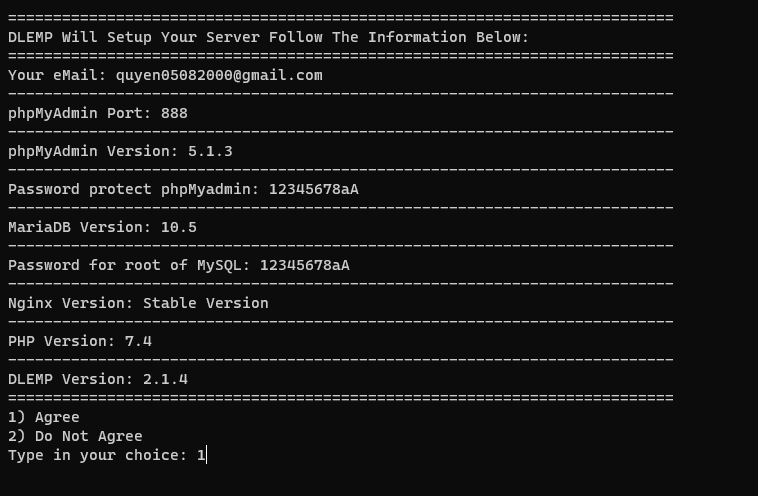 ==========================================================================
DLEMP Will Setup Your Server Follow The Information Below:
==========================================================================
Your eMail: quyen05082000@gmail.com
--------------------------------------------------------------------------
phpMyAdmin Port: 888
--------------------------------------------------------------------------
phpMyAdmin Version: 5.1.3
--------------------------------------------------------------------------
Password protect phpMyadmin: 12345678aA
--------------------------------------------------------------------------
MariaDB Version: 10.5
--------------------------------------------------------------------------
Password for root of MySQL: 12345678aA
--------------------------------------------------------------------------
Nginx Version: Stable Version
--------------------------------------------------------------------------
PHP Version: 7.4
--------------------------------------------------------------------------
DLEMP Version: 2.1.4
==========================================================================
1) Agree
2) Do Not Agree
Type in your choice: 1